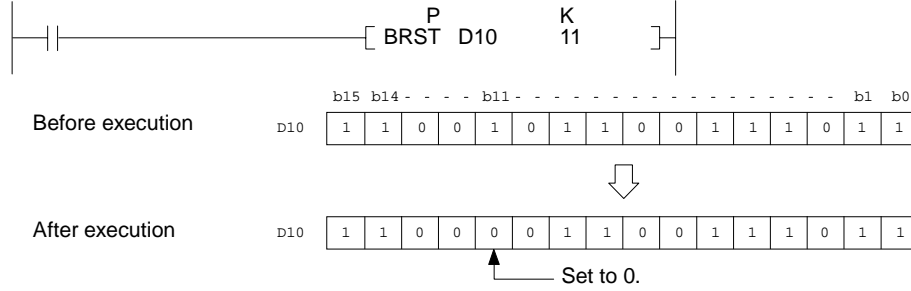 P K
BRST D10 11
b15 b14 - - - - b11 - - - - - - - - - - - - - - - - - - b1 b0
Before execution D10 1 1 0 0 1 0 1 1 0 0 1 1 1 0 1 1
After execution D10 1 1 0 0 0 0 1 1 0 0 1 1 1 0 1 1
Set to 0.